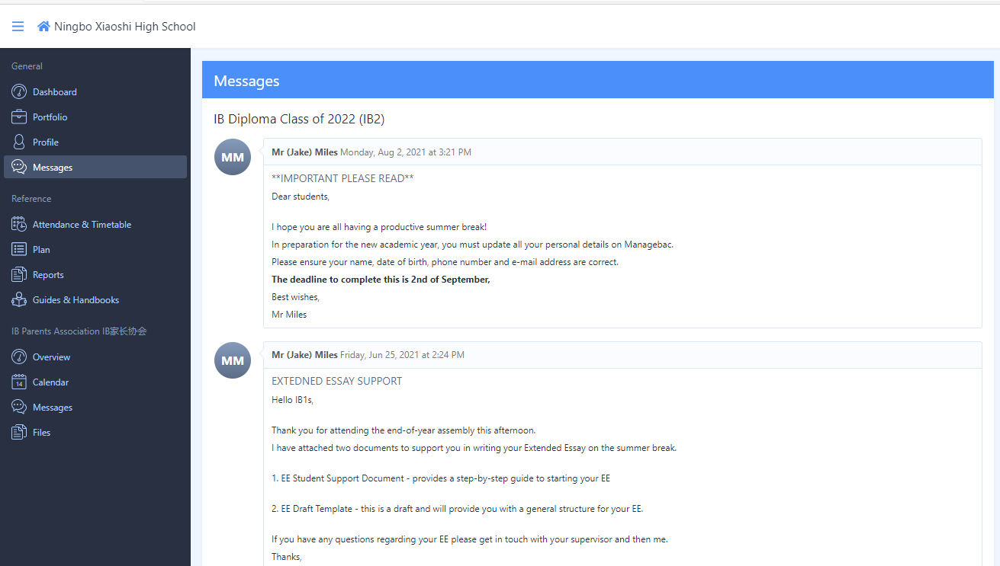 Ningbo Xiaoshi High School
General
Dashboard
Portfolio
Profile
Messages
Reference
Attendance & Timetable
Plan
Reports
Guides & Handbooks
IB Parents Association IB家长协会
Overview
14
Calendar
Messages
Files
Messages
IB Diploma Class of 2022 (IB2)
MM
Mr (Jake) Miles Monday, Aug 2, 2021 at 3:21 PM
**IMPORTANT PLEASE READ**
Dear students,
I hope you are all having a productive summer break!
In preparation for the new academic year, you must update all your personal details on Managebac.
Please ensure your name, date of birth, phone number and e-mail address are correct.
The deadline to complete this is 2nd of September,
Best wishes,
Mr Miles
MM
Mr (Jake) Miles Friday, Jun 25, 2021 at 2:24 PM
EXTEDNED ESSAY SUPPORT
Hello IB1s,
Thank you for attending the end-of-year assembly this afternoon.
I have attached two documents to support you in writing your Extended Essay on the summer break.
1. EE Student Support Document - provides a step-by-step guide to starting your EE
2. EE Draft Template - this is a draft and will provide you with a general structure for your EE.
If you have any questions regarding your EE please get in touch with your supervisor and then me.
Thanks,